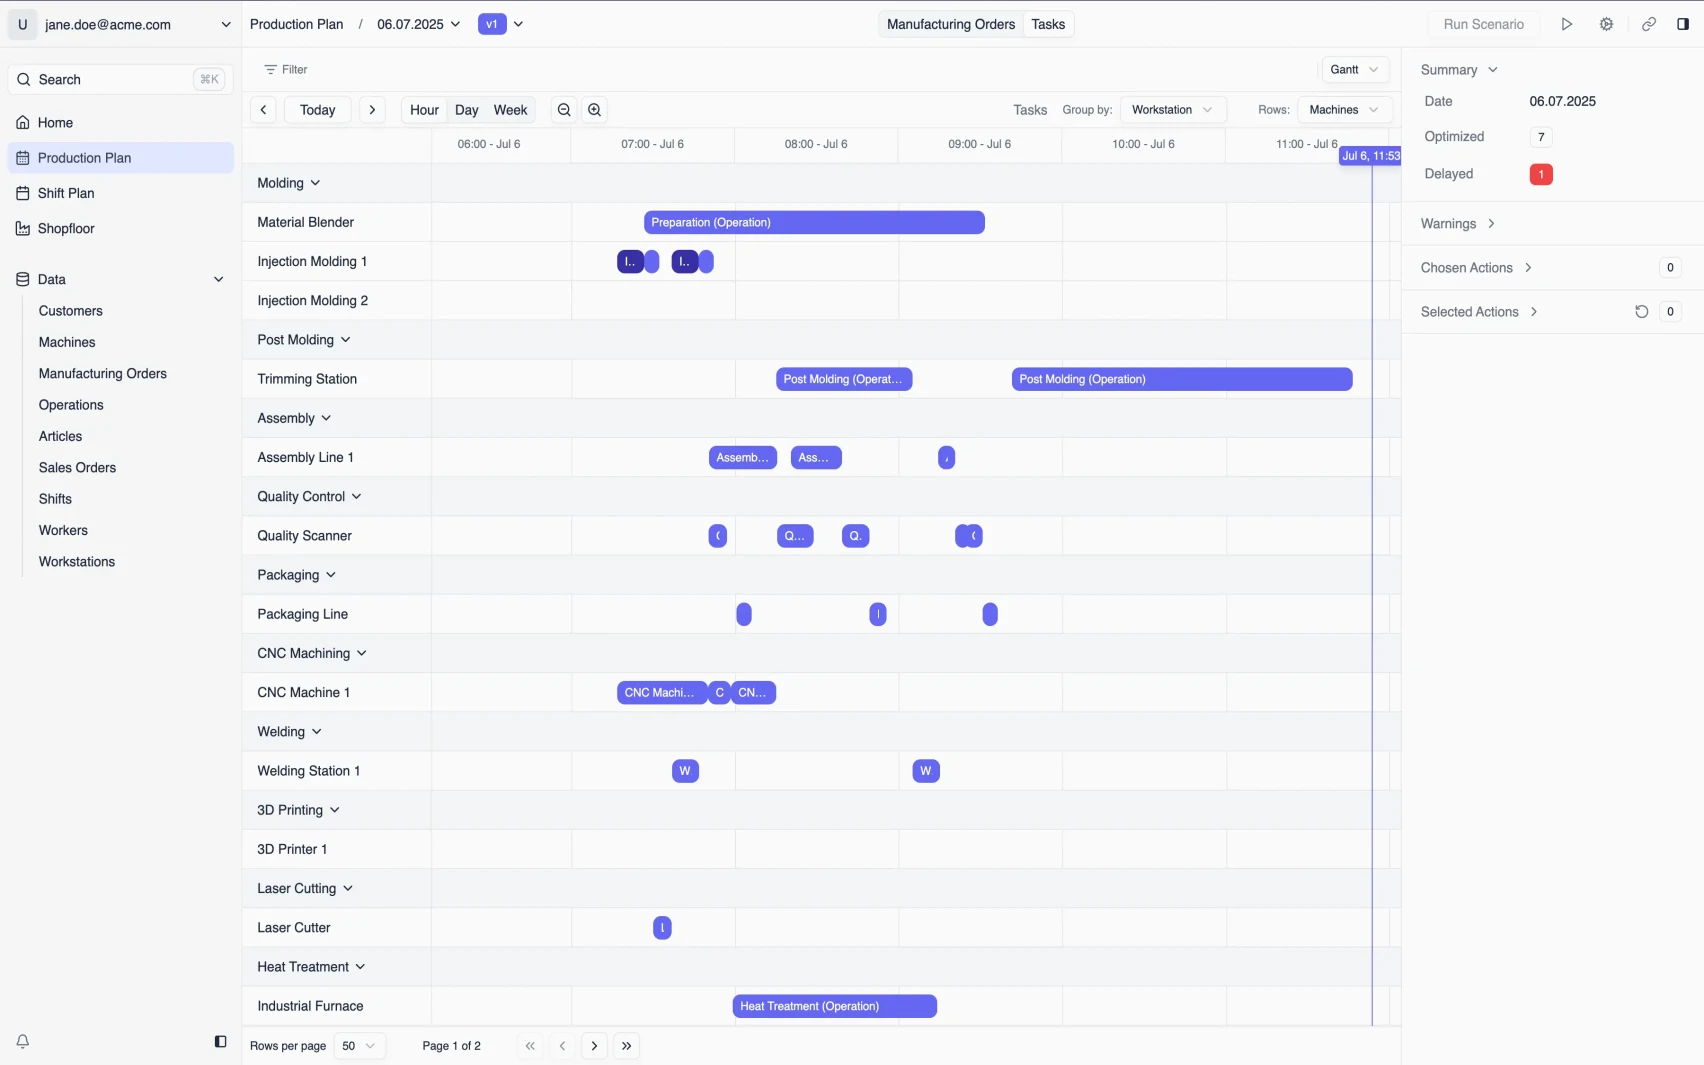 U jane.doe@acme.com
Production Plan / 06.07.2025 v1
Manufacturing Orders Tasks
Run Scenario
Search ⌘K
Home
Production Plan
Shift Plan
Shopfloor
Data
Customers
Machines
Manufacturing Orders
Operations
Articles
Sales Orders
Shifts
Workers
Workstations
Filter
Gantt
Today
Hour Day Week
Tasks Group by: Workstation Rows: Machines
06:00 - Jul 6 07:00 - Jul 6 08:00 - Jul 6 09:00 - Jul 6 10:00 - Jul 6 11:00 - Jul 6
Jul 6, 11:53
Molding
Material Blender Preparation (Operation)
Injection Molding 1 I.. I..
Injection Molding 2
Post Molding
Trimming Station Post Molding (Operat... Post Molding (Operation)
Assembly
Assembly Line 1 Assemb... Ass...
Quality Control
Quality Scanner Q... Q.
Packaging
Packaging Line
CNC Machining
CNC Machine 1 CNC Machi... C CN...
Welding
Welding Station 1 W W
3D Printing
3D Printer 1
Laser Cutting
Laser Cutter
Heat Treatment
Industrial Furnace Heat Treatment (Operation)
Rows per page 50 Page 1 of 2
Summary
Date 06.07.2025
Optimized 7
Delayed 1
Warnings
Chosen Actions 0
Selected Actions 0